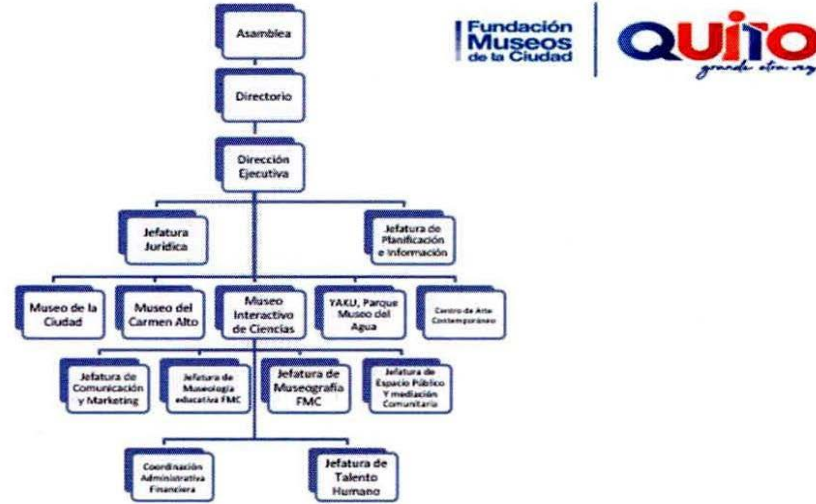 Fundación
Museos
de la Ciudad
QUITO
grande otra vez
Asamblea
Directorio
Dirección
Ejecutiva
Jefatura
Jurídica
Jefatura de
Planificación
e Información
Museo de la
Ciudad
Museo del
Carmen Alto
Museo
Interactivo
de Ciencias
YAKU, Parque
Museo del
Agua
Centro de Arte
Contemporáneo
Jefatura de
Comunicación
y Marketing
Jefatura de
Museología
educativa FMC
Jefatura de
Museografía
FMC
Jefatura de
Espacio Público
Y mediación
Comunitaria
Coordinación
Administrativa
Financiera
Jefatura de
Talento
Humano